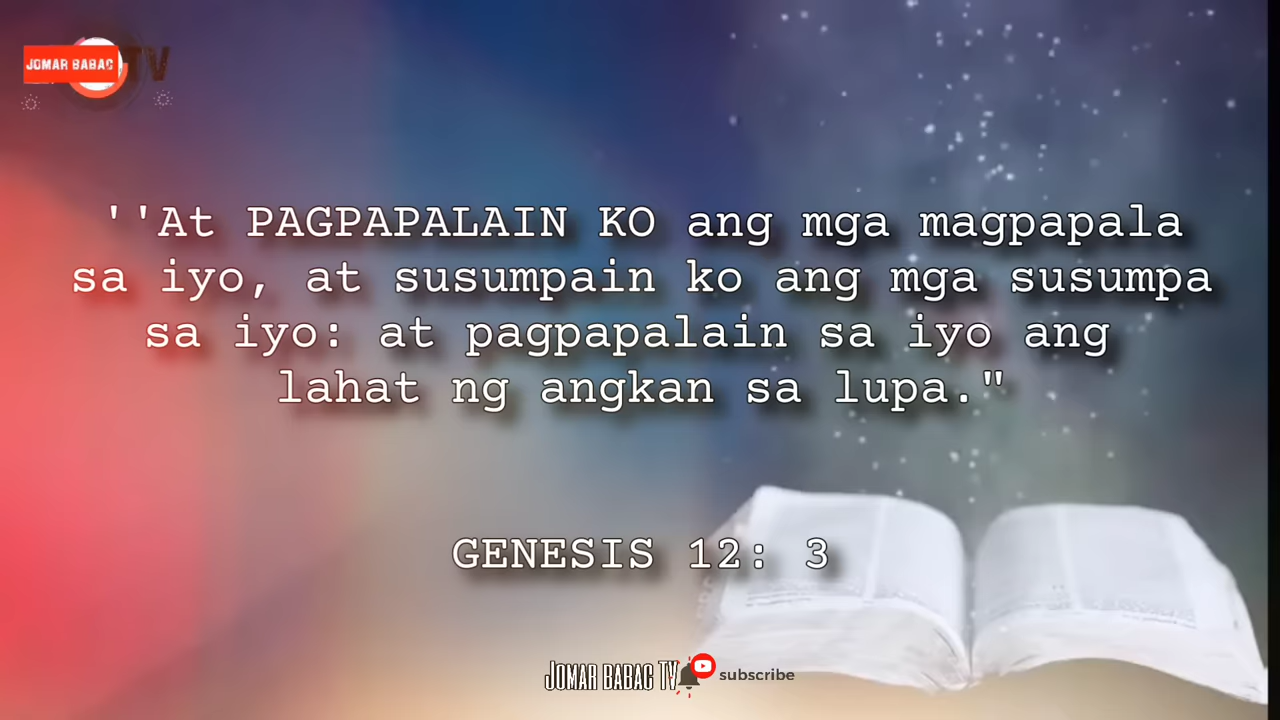 JOMAR BABAC TV
''At PAGPAPALAIN KO ang mga magpapala
sa iyo, at susumpain ko ang mga susumpa
sa iyo: at pagpapalain sa iyo ang
lahat ng angkan sa lupa."
GENESIS 12: 3
JOMAR BABAC TV subscribe